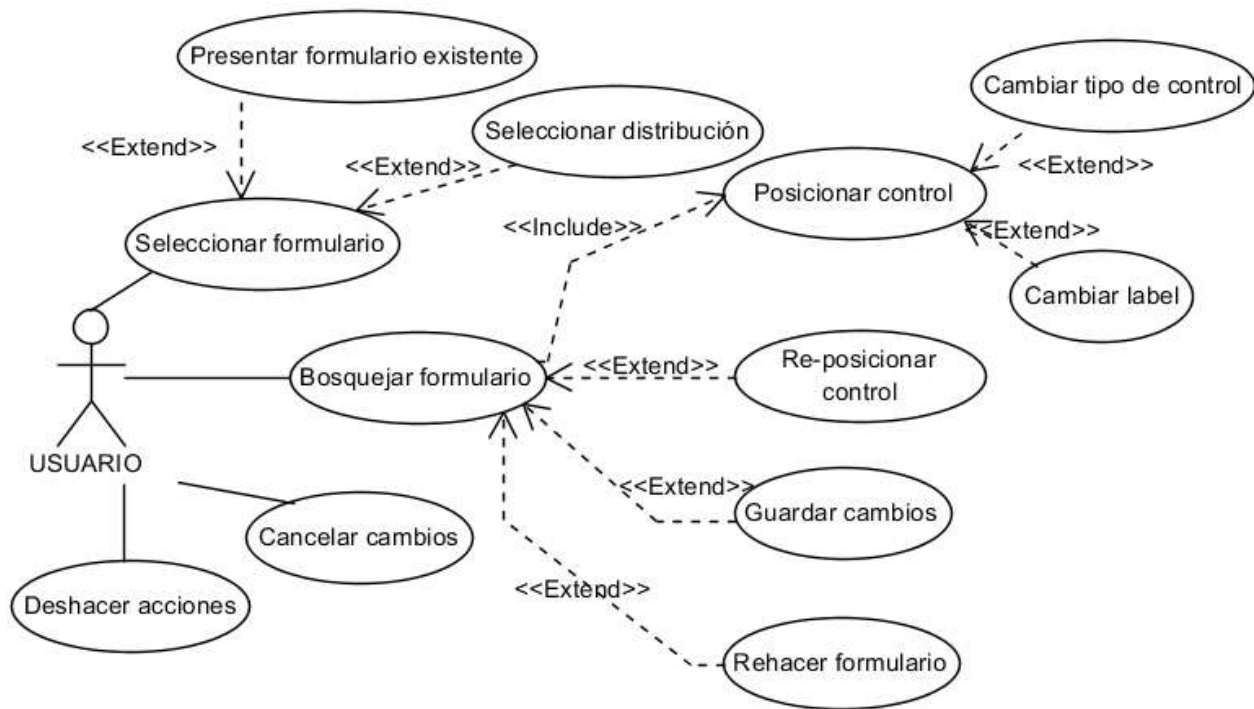 Presentar formulario existente
Cambiar tipo de control
Seleccionar distribución
<<Extend>>
<<Extend>>
<<Extend>>
Posicionar control
<<Include>>
<<Extend>>
Seleccionar formulario
Cambiar label
Bosquejar formulario
<<Extend>>
Re-posicionar
control
USUARIO
<<Extend>>
Guardar cambios
Cancelar cambios
<<Extend>>
Deshacer acciones
Rehacer formulario